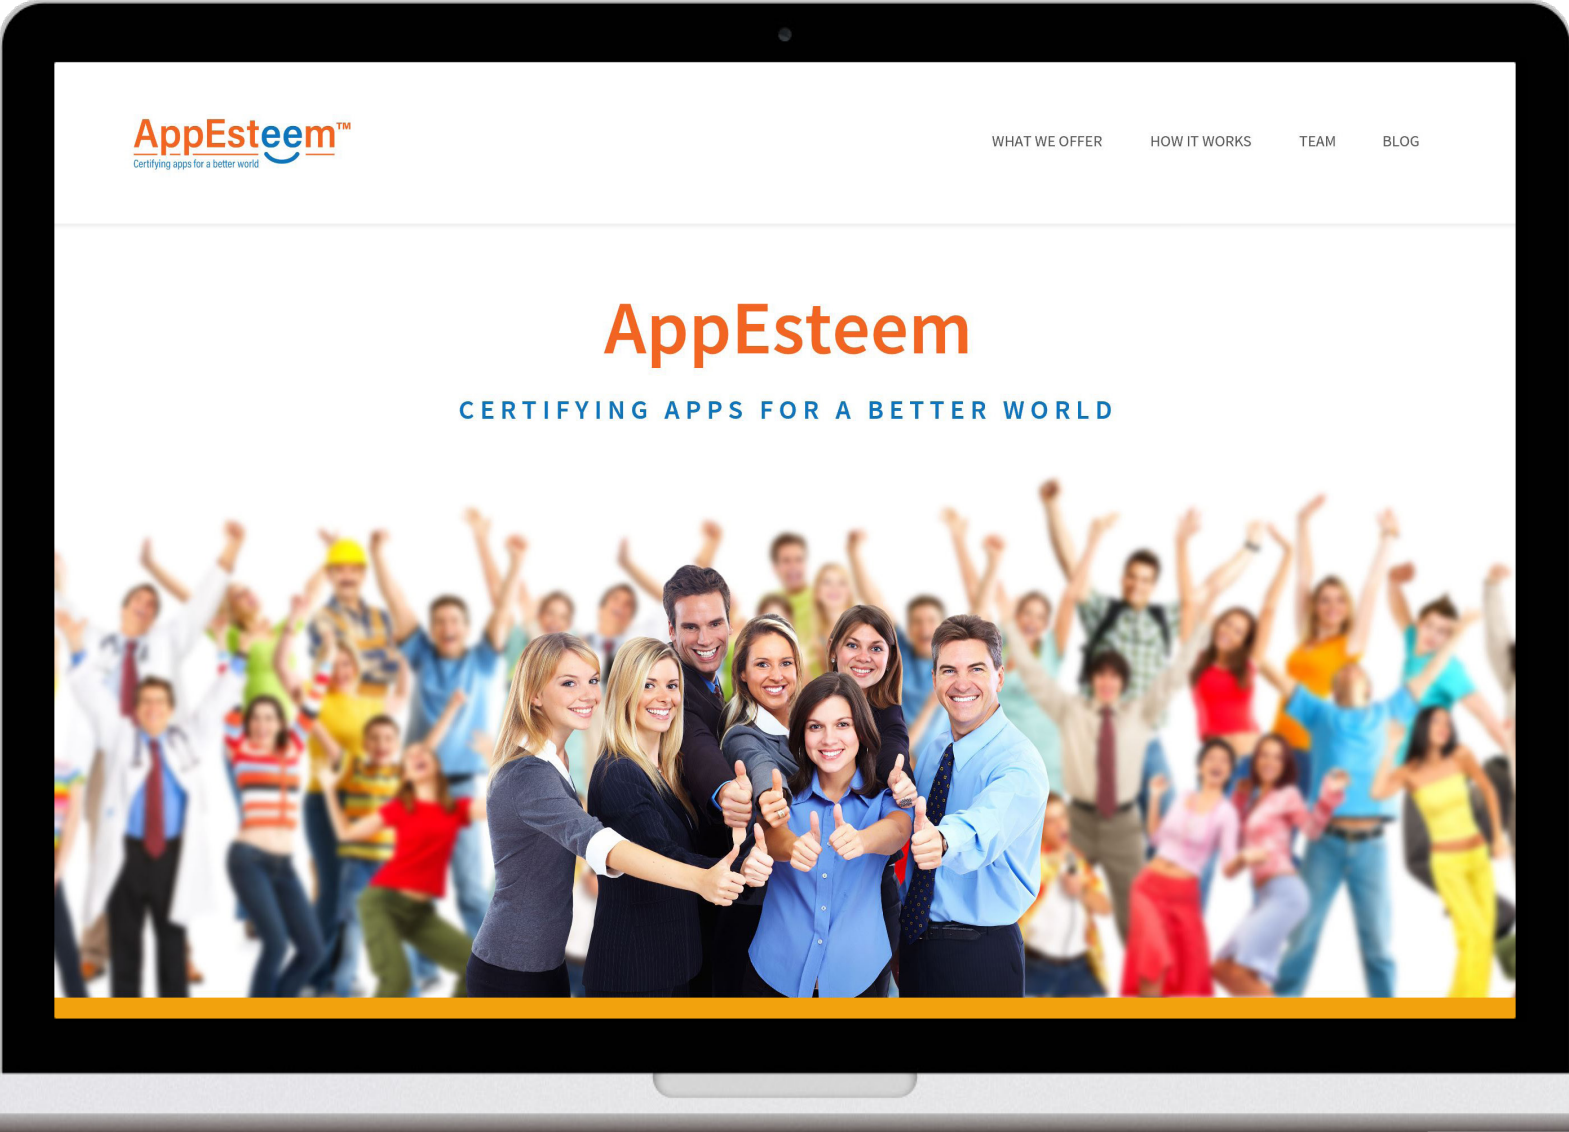 AppEsteem™
Certifying apps for a better world
WHAT WE OFFER
HOW IT WORKS
TEAM
BLOG
AppEsteem
CERTIFYING APPS FOR A BETTER WORLD